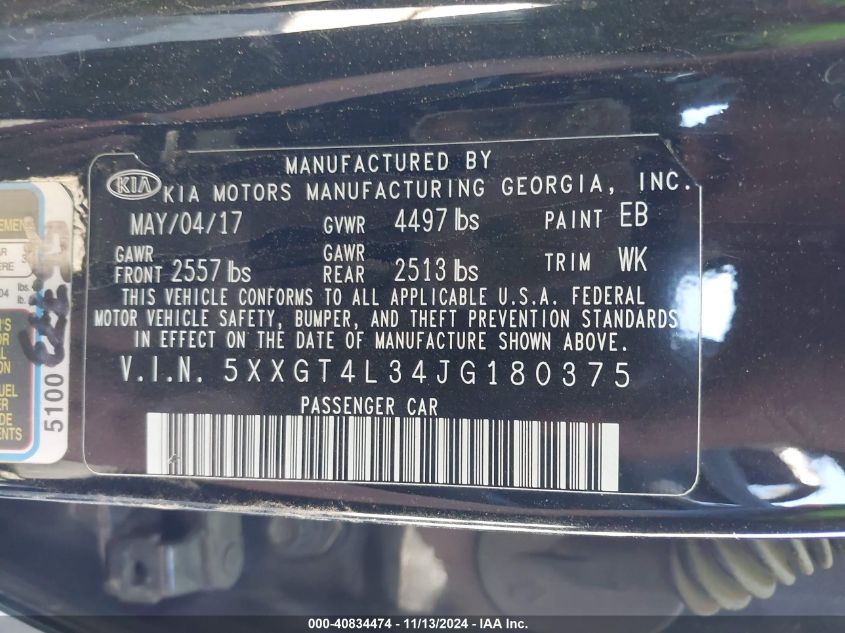 MANUFACTURED BY
KIA KIA MOTORS MANUFACTURING GEORGIA, INC.
MAY/04/17 GVWR 4497 lbs PAINT EB
GAWR FRONT 2557 lbs GAWR REAR 2513 lbs TRIM WK
THIS VEHICLE CONFORMS TO ALL APPLICABLE U.S.A. FEDERAL
MOTOR VEHICLE SAFETY, BUMPER, AND THEFT PREVENTION STANDARDS
IN EFFECT ON THE DATE OF MANUFACTURE SHOWN ABOVE.
V.I.N. 5XXGT4L34JG180375
PASSENGER CAR
5100
000-40834474 - 11/13/2024 - IAA Inc.